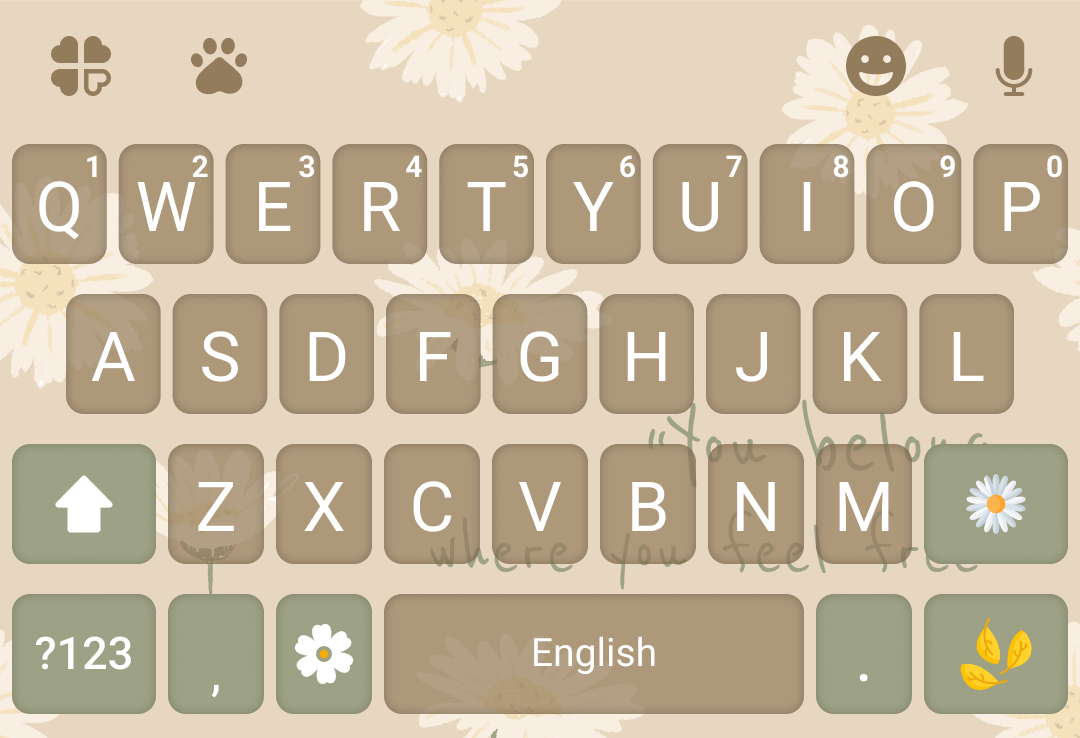 1 2 3 4 5 6 7 8 9 0
Q W E R T Y U I O P
A S D F G H J K L
"You belong
Z X C V B N M
where you feel free
?123 , English .